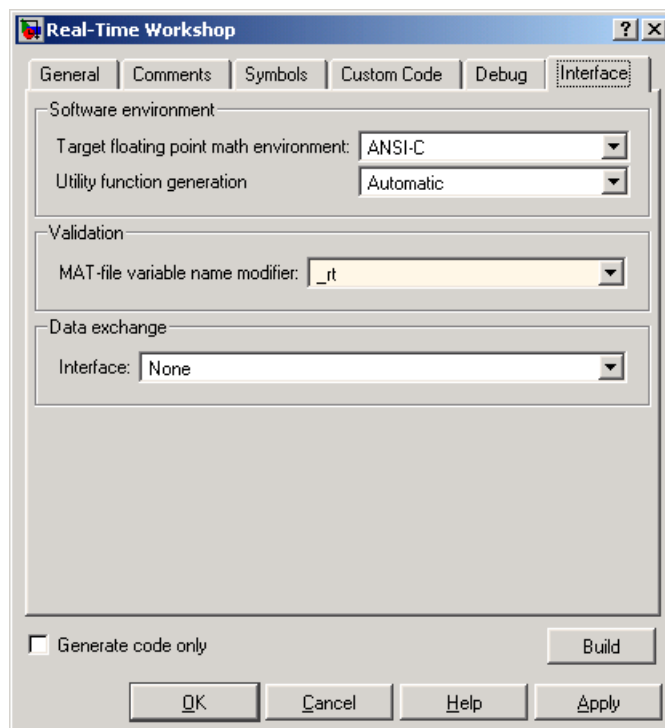 Real-Time Workshop
General Comments Symbols Custom Code Debug Interface
Software environment
Target floating point math environment: ANSI-C
Utility function generation Automatic
Validation
MAT-file variable name modifier: _rt
Data exchange
Interface: None
Generate code only Build
OK Cancel Help Apply